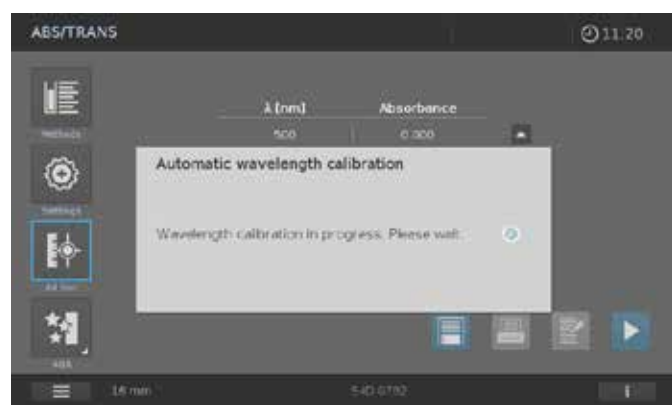 ABS/TRANS
11.20
λ [nm] Absorbance
500 0.000
Methods
Automatic wavelength calibration
Settings
Wavelength calibration in progress. Please wait.
16 mm
i